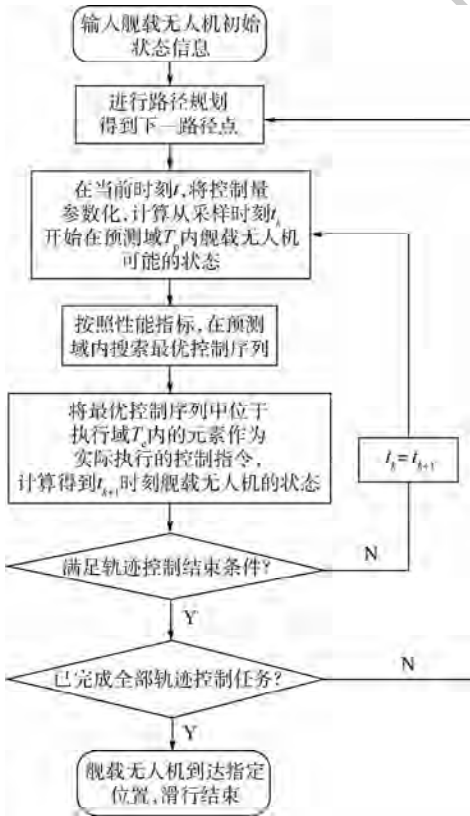 输入舰载无人机初始
状态信息
进行路径规划
得到下一路径点
在当前时刻t,将控制量
参数化,计算从采样时刻tₖ
开始在预测域Tₚ内舰载无人机
可能的状态
按照性能指标,在预测
域内搜索最优控制序列
将最优控制序列中位于
执行域Tₑ内的元素作为
实际执行的控制指令,
计算得到tₖ₊₁时刻舰载无人机的状态
tₖ=tₖ₊₁
满足轨迹控制结束条件?
N
Y
已完成全部轨迹控制任务?
N
Y
舰载无人机到达指定
位置,滑行结束